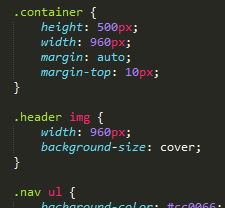 .container {
height: 500px;
width: 960px;
margin: auto;
margin-top: 10px;
}
.header img {
width: 960px;
background-size: cover;
}
.nav ul {
background-color: #cc0066;